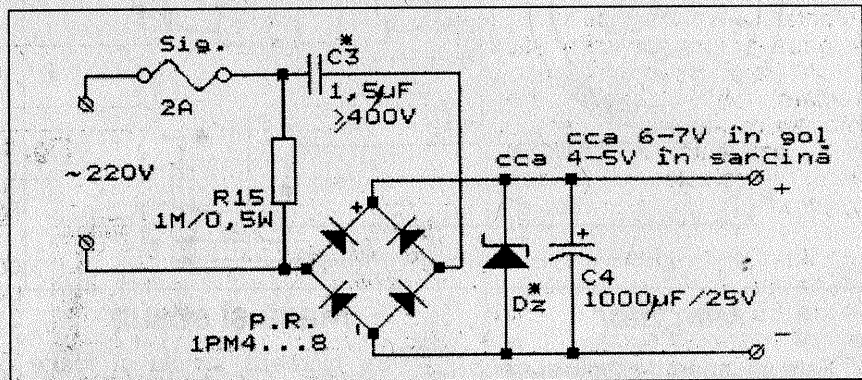 Sig.
2A
C3*
1,5µF
≥400V
~220V
R15
1M/0,5W
cca 6-7V în gol
cca 4-5V în sarcină
+
+
+
Dz*
C4
1000µF/25V
P.R.
1PM4...8
-
-